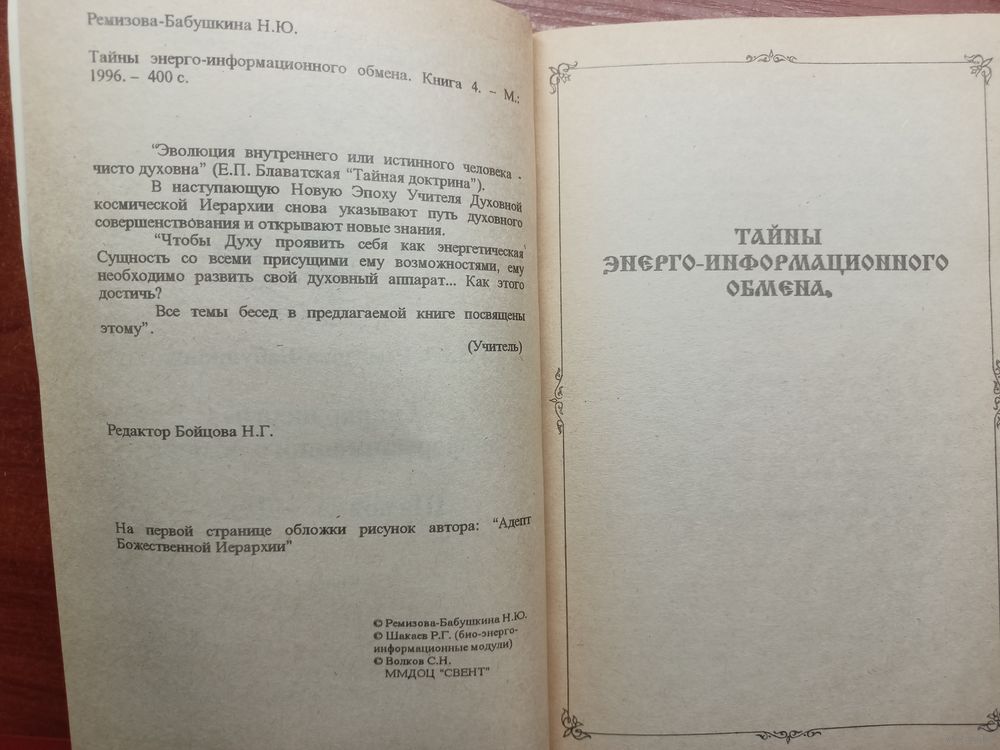 Ремизова-Бабушкина Н.Ю.
Тайны энерго-информационного обмена. Книга 4. – М.:
1996. – 400 с.
“Эволюция внутреннего или истинного человека -
чисто духовна” (Е.П. Блаватская “Тайная доктрина”).
В наступающую Новую Эпоху Учителя Духовной
космической Иерархии снова указывают путь духовного
совершенствования и открывают новые знания.
“Чтобы Духу проявить себя как энергетическая
Сущность со всеми присущими ему возможностями, ему
необходимо развить свой духовный аппарат... Как этого
достичь?
Все темы бесед в предлагаемой книге посвящены
этому”.
(Учитель)
Редактор Бойцова Н.Г.
На первой странице обложки рисунок автора: “Адепт
Божественной Иерархии”
© Ремизова-Бабушкина Н.Ю.
© Шакаев Р.Г. (био-энерго-
информационные модули)
© Волков С.Н.
ММДОЦ "СВЕНТ"
ТАЙНЫ
ЭНЕРГО-ИНФОРМАЦИОННОГО
ОБМЕНА.